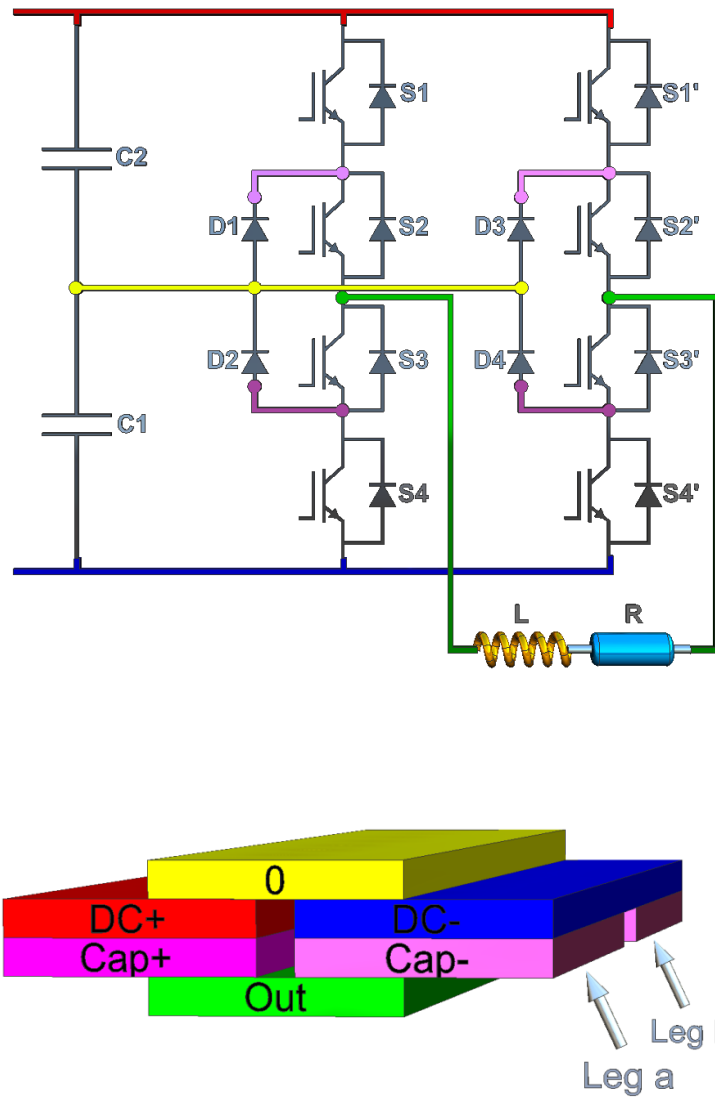 S1 S1'
C2
D1 S2 D3 S2'
D2 S3 D4 S3'
C1
S4 S4'
L R
0
DC+ DC-
Cap+ Cap-
Out
Leg
Leg a